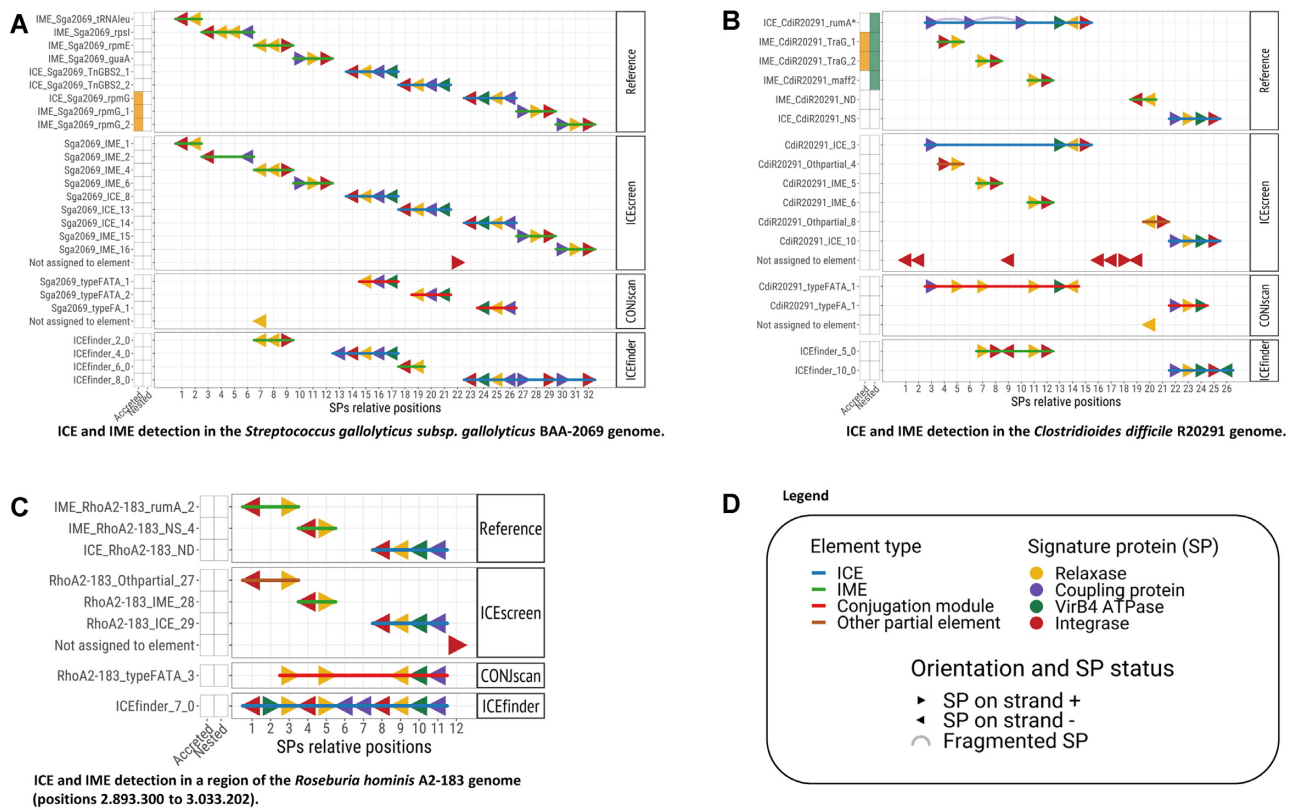 A
IME_Sga2069_tRNAleu
IME_Sga2069_rpsI
IME_Sga2069_rpmE
IME_Sga2069_guaA
ICE_Sga2069_TnGBS2_1
ICE_Sga2069_TnGBS2_2
ICE_Sga2069_rpmG
IME_Sga2069_rpmG_1
IME_Sga2069_rpmG_2
Reference
Sga2069_IME_1
Sga2069_IME_2
Sga2069_IME_4
Sga2069_IME_6
Sga2069_ICE_8
Sga2069_ICE_13
Sga2069_ICE_14
Sga2069_IME_15
Sga2069_IME_16
Not assigned to element
ICEscreen
Sga2069_typeFATA_1
Sga2069_typeFATA_2
Sga2069_typeFA_1
Not assigned to element
CONJscan
ICEfinder_2_0
ICEfinder_4_0
ICEfinder_6_0
ICEfinder_8_0
ICEfinder
Accreted
Nested
1 2 3 4 5 6 7 8 9 10 11 12 13 14 15 16 17 18 19 20 21 22 23 24 25 26 27 28 29 30 31 32
SPs relative positions
ICE and IME detection in the Streptococcus gallolyticus subsp. gallolyticus BAA-2069 genome.
B
ICE_CdiR20291_rumA*
IME_CdiR20291_TraG_1
IME_CdiR20291_TraG_2
IME_CdiR20291_maff2
IME_CdiR20291_ND
ICE_CdiR20291_NS
Reference
CdiR20291_ICE_3
CdiR20291_Othpartial_4
CdiR20291_IME_5
CdiR20291_IME_6
CdiR20291_Othpartial_8
CdiR20291_ICE_10
Not assigned to element
ICEscreen
CdiR20291_typeFATA_1
CdiR20291_typeFA_1
Not assigned to element
CONJscan
ICEfinder_5_0
ICEfinder_10_0
ICEfinder
Accreted
Nested
1 2 3 4 5 6 7 8 9 10 11 12 13 14 15 16 17 18 19 20 21 22 23 24 25 26
SPs relative positions
ICE and IME detection in the Clostridioides difficile R20291 genome.
C
IME_RhoA2-183_rumA_2
IME_RhoA2-183_NS_4
ICE_RhoA2-183_ND
Reference
RhoA2-183_Othpartial_27
RhoA2-183_IME_28
RhoA2-183_ICE_29
Not assigned to element
ICEscreen
RhoA2-183_typeFATA_3
CONJscan
ICEfinder_7_0
ICEfinder
Accreted
Nested
1 2 3 4 5 6 7 8 9 10 11 12
SPs relative positions
ICE and IME detection in a region of the Roseburia hominis A2-183 genome
(positions 2.893.300 to 3.033.202).
D
Legend
Element type
ICE
IME
Conjugation module
Other partial element
Signature protein (SP)
Relaxase
Coupling protein
VirB4 ATPase
Integrase
Orientation and SP status
SP on strand +
SP on strand -
Fragmented SP